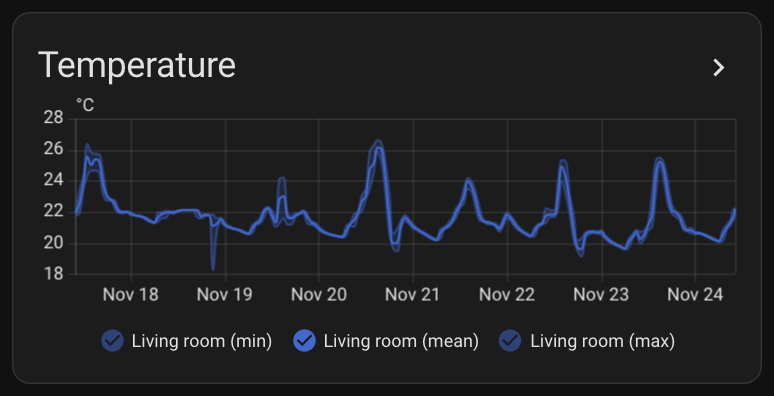 Temperature
°C
28
26
24
22
20
18
Nov 18 Nov 19 Nov 20 Nov 21 Nov 22 Nov 23 Nov 24
Living room (min) Living room (mean) Living room (max)